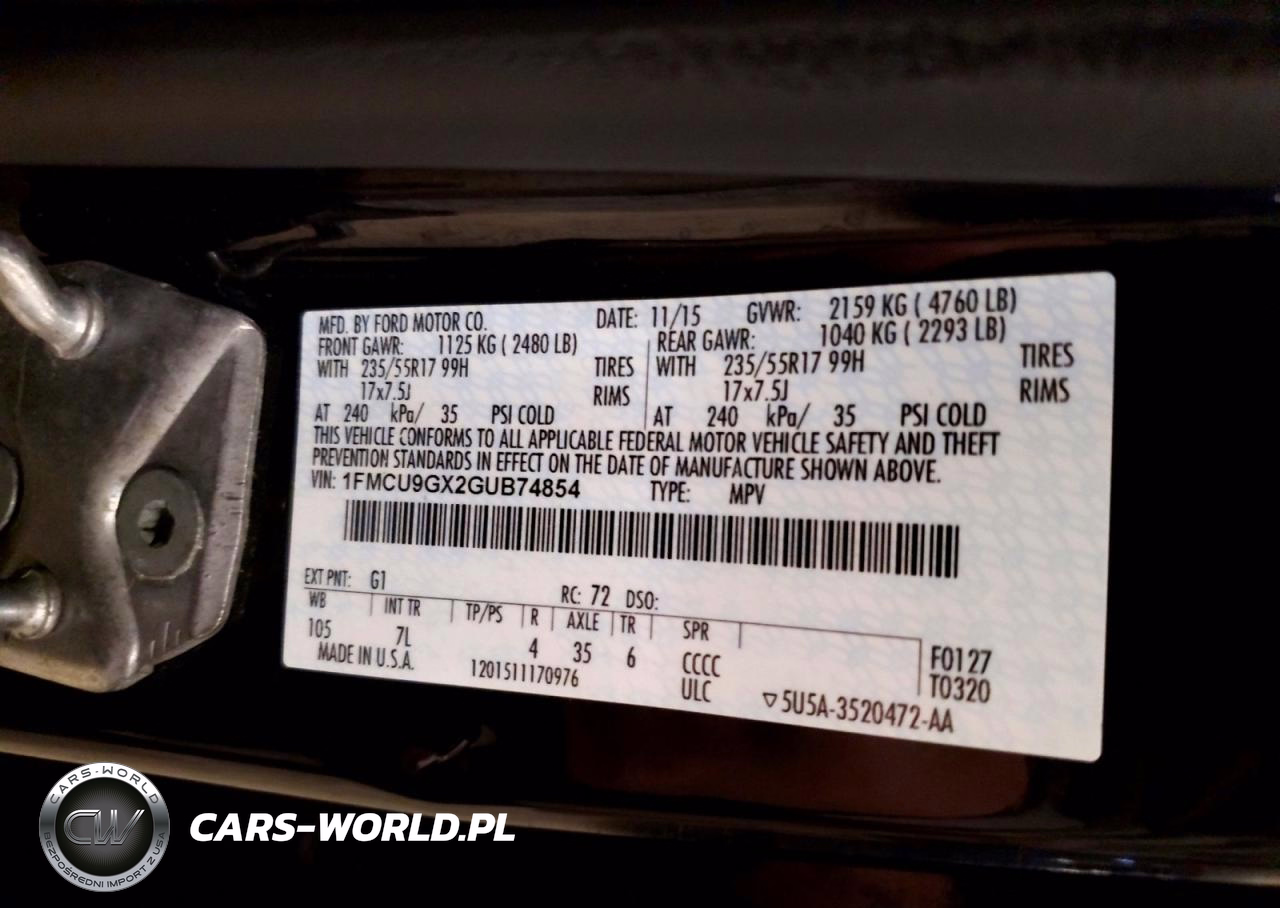 MFD. BY FORD MOTOR CO. DATE: 11/15 GVWR: 2159 KG ( 4760 LB)
FRONT GAWR: 1125 KG ( 2480 LB) REAR GAWR: 1040 KG ( 2293 LB)
WITH 235/55R17 99H TIRES WITH 235/55R17 99H TIRES
17x7.5J RIMS 17x7.5J RIMS
AT 240 kPa/ 35 PSI COLD AT 240 kPa/ 35 PSI COLD
THIS VEHICLE CONFORMS TO ALL APPLICABLE FEDERAL MOTOR VEHICLE SAFETY AND THEFT
PREVENTION STANDARDS IN EFFECT ON THE DATE OF MANUFACTURE SHOWN ABOVE.
VIN: 1FMCU9GX2GUB74854 TYPE: MPV
EXT PNT: G1 RC: 72 DSO:
WB INT TR TP/PS R AXLE TR SPR
105 7L 4 35 6 CCCC F0127
MADE IN U.S.A. 1201511170976 ULC T0320
▽5U5A-3520472-AA
CARS-WORLD
CW
BEZPOŚREDNI IMPORT Z USA
CARS-WORLD.PL